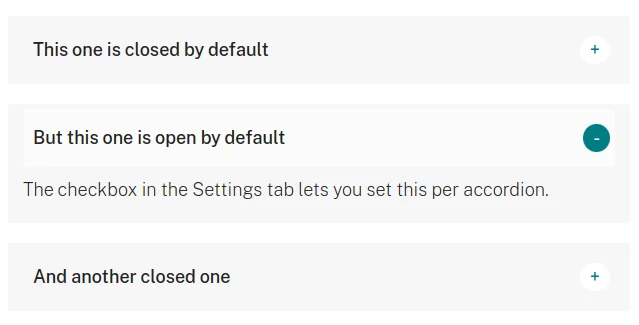 This one is closed by default
+
But this one is open by default
-
The checkbox in the Settings tab lets you set this per accordion.
And another closed one
+